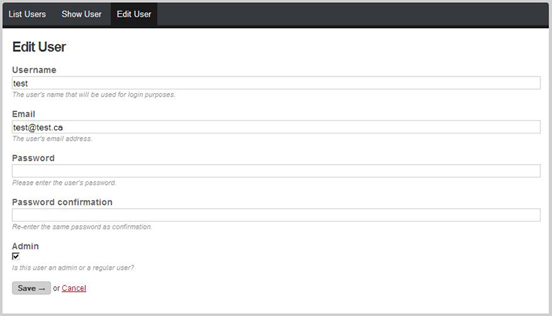 List Users Show User Edit User
Edit User
Username
test
The user's name that will be used for login purposes.
Email
test@test.ca
The user's email address.
Password
Please enter the user's password.
Password confirmation
Re-enter the same password as confirmation.
Admin
Is this user an admin or a regular user?
Save → or Cancel